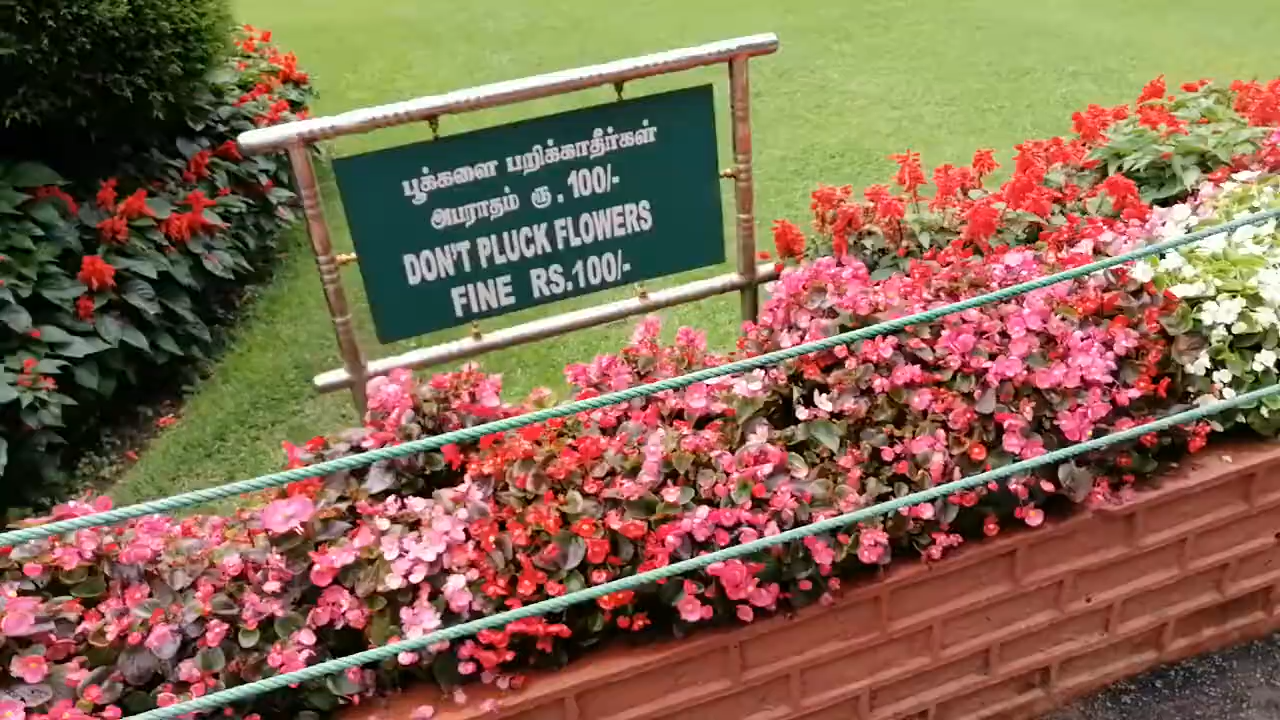 பூக்களை பறிக்காதீர்கள்
அபராதம் ரூ. 100/-
DON'T PLUCK FLOWERS
FINE RS.100/-